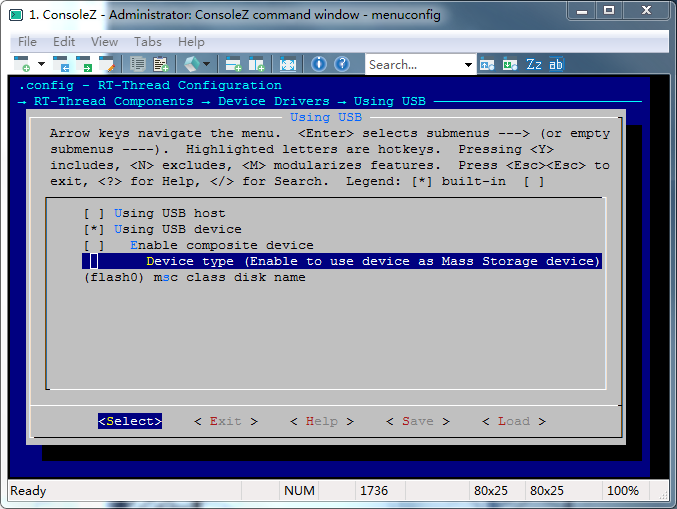 1. ConsoleZ - Administrator: ConsoleZ command window - menuconfig
File Edit View Tabs Help
Search... Zz ab
.config - RT-Thread Configuration
→ RT-Thread Components → Device Drivers → Using USB
Using USB
Arrow keys navigate the menu. <Enter> selects submenus ---> (or empty
submenus ----). Highlighted letters are hotkeys. Pressing <Y>
includes, <N> excludes, <M> modularizes features. Press <Esc><Esc> to
exit, <?> for Help, </> for Search. Legend: [*] built-in [ ]
[ ] Using USB host
[*] Using USB device
[ ] Enable composite device
Device type (Enable to use device as Mass Storage device)
(flash0) msc class disk name
<Select> < Exit > < Help > < Save > < Load >
Ready NUM 1736 80x25 80x25 100%